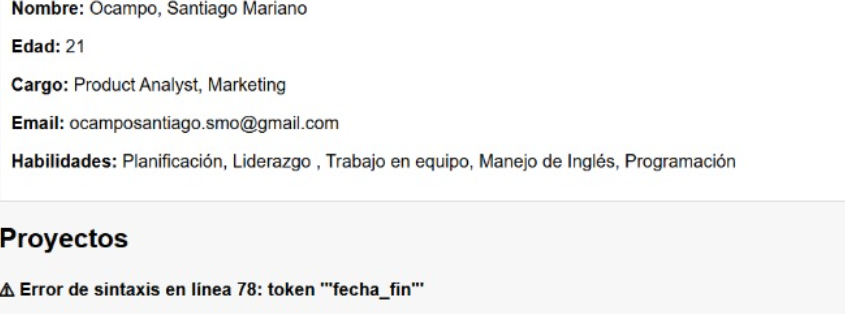 Nombre: Ocampo, Santiago Mariano
Edad: 21
Cargo: Product Analyst, Marketing
Email: ocamposantiago.smo@gmail.com
Habilidades: Planificación, Liderazgo , Trabajo en equipo, Manejo de Inglés, Programación
Proyectos
⚠ Error de sintaxis en línea 78: token '"fecha_fin"'